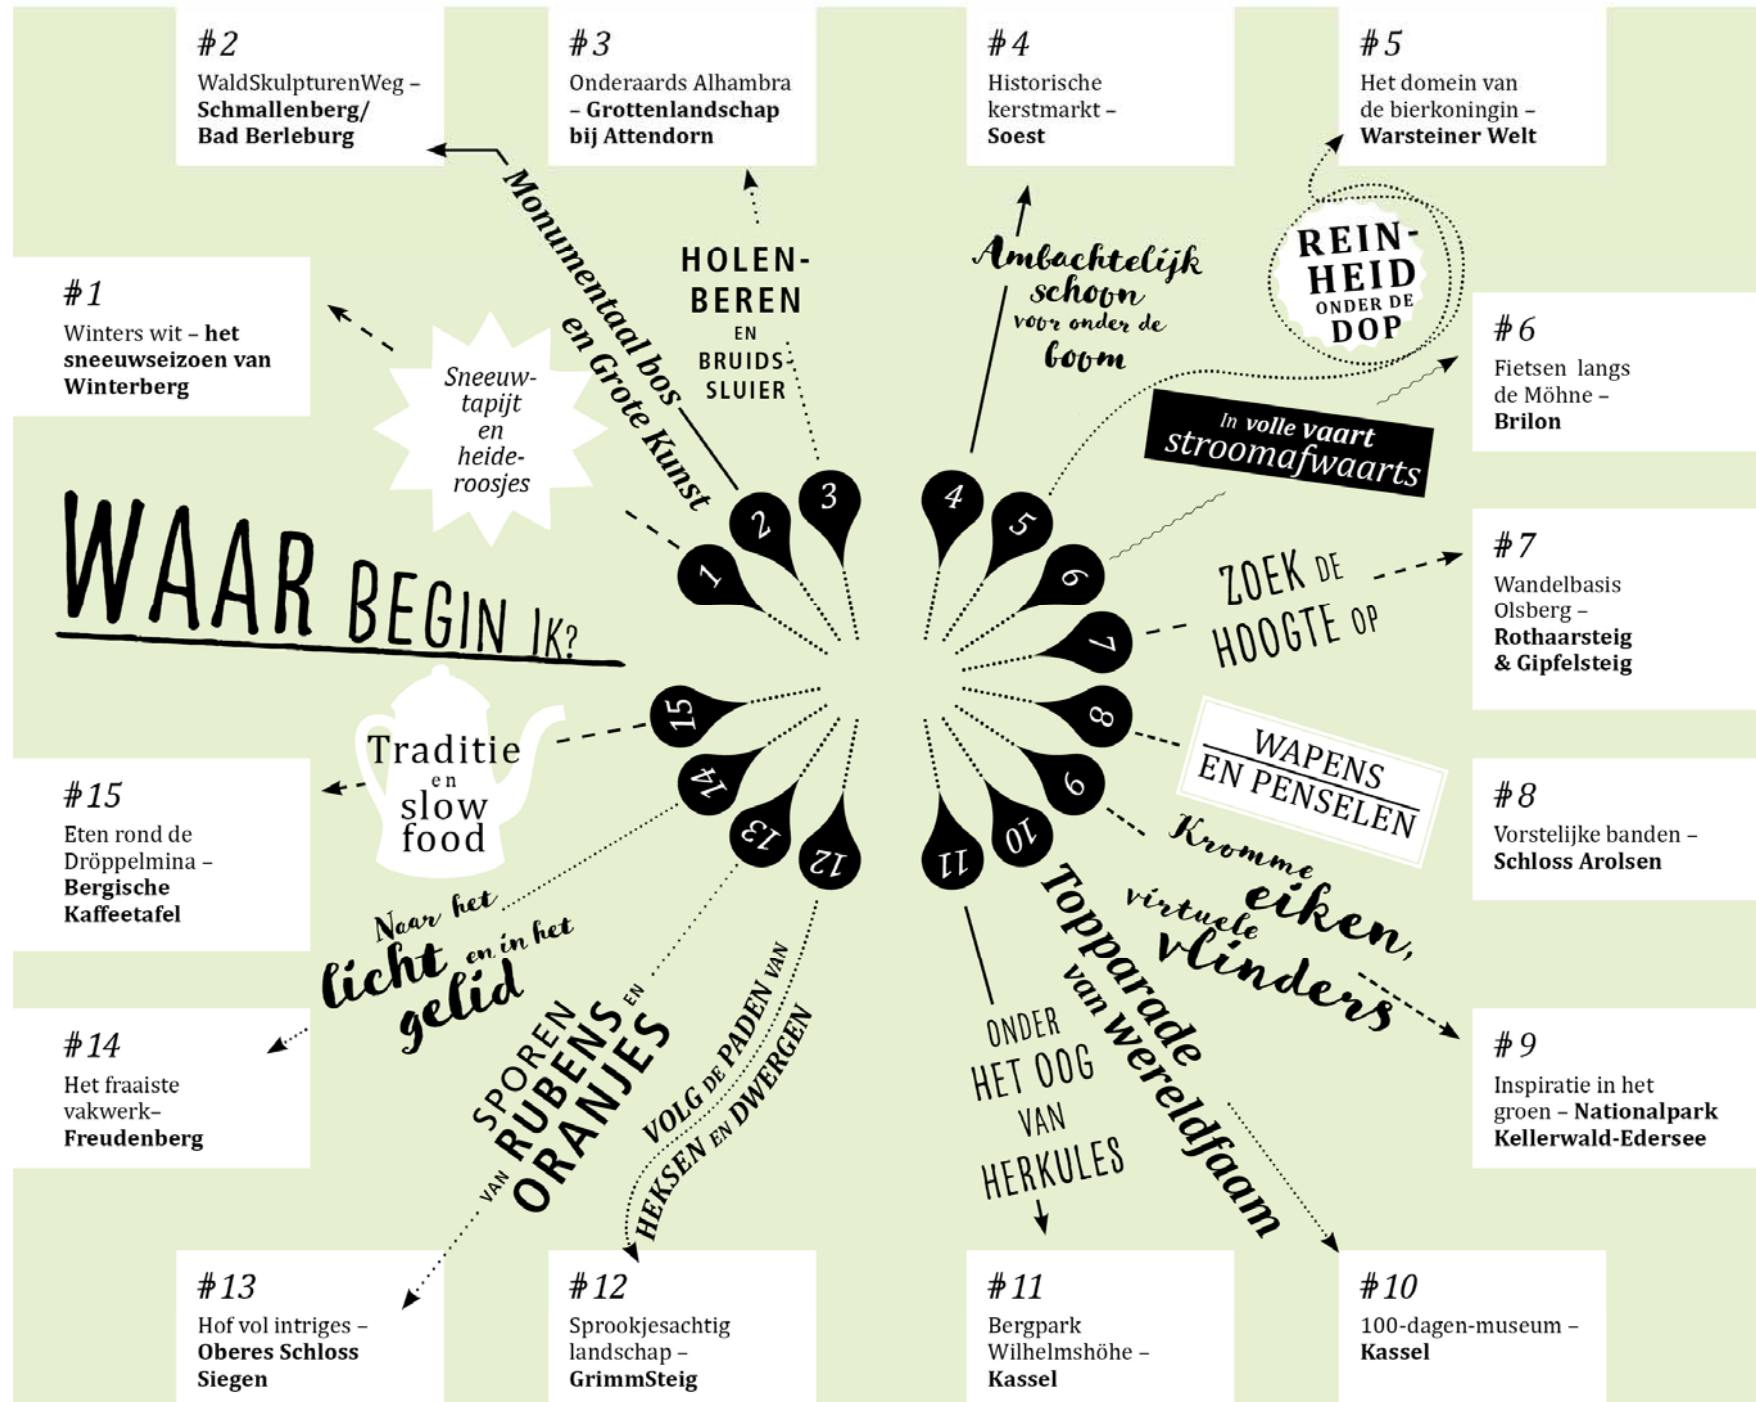 WAAR BEGIN IK?
#1
Winters wit – het
sneeuwseizoen van
Winterberg
Sneeuw-
tapijt
en
heide-
roosjes
#2
WaldSkulpturenWeg –
Schmallenberg/
Bad Berleburg
Monumentaal bos
en Grote Kunst
#3
Onderaards Alhambra
– Grottenlandschap
bij Attendorn
HOLEN-
BEREN
EN
BRUIDS-
SLUIER
#4
Historische
kerstmarkt –
Soest
Ambachtelijk
schoon
voor onder de
boom
#5
Het domein van
de bierkoningin –
Warsteiner Welt
REIN-
HEID
ONDER DE
DOP
#6
Fietsen langs
de Möhne –
Brilon
In volle vaart
stroomafwaarts
#7
Wandelbasis
Olsberg –
Rothaarsteig
& Gipfelsteig
ZOEK DE
HOOGTE OP
#8
Vorstelijke banden –
Schloss Arolsen
WAPENS
EN PENSELEN
#9
Inspiratie in het
groen – Nationalpark
Kellerwald-Edersee
Kromme
eiken,
virtuele
vlinders
#10
100-dagen-museum –
Kassel
Topparade
van wereldfaam
#11
Bergpark
Wilhelmshöhe –
Kassel
ONDER
HET OOG
VAN
HERKULES
#12
Sprookjesachtig
landschap –
GrimmSteig
VOLG DE PADEN VAN
HEKSEN EN DWERGEN
#13
Hof vol intriges –
Oberes Schloss
Siegen
SPOREN
VAN RUBENS EN
ORANJES
#14
Het fraaiste
vakwerk–
Freudenberg
Naar het
licht en in het
gelid
#15
Eten rond de
Dröppelmina –
Bergische
Kaffeetafel
Traditie
en
slow
food
1
2
3
4
5
6
7
8
9
10
11
12
13
14
15